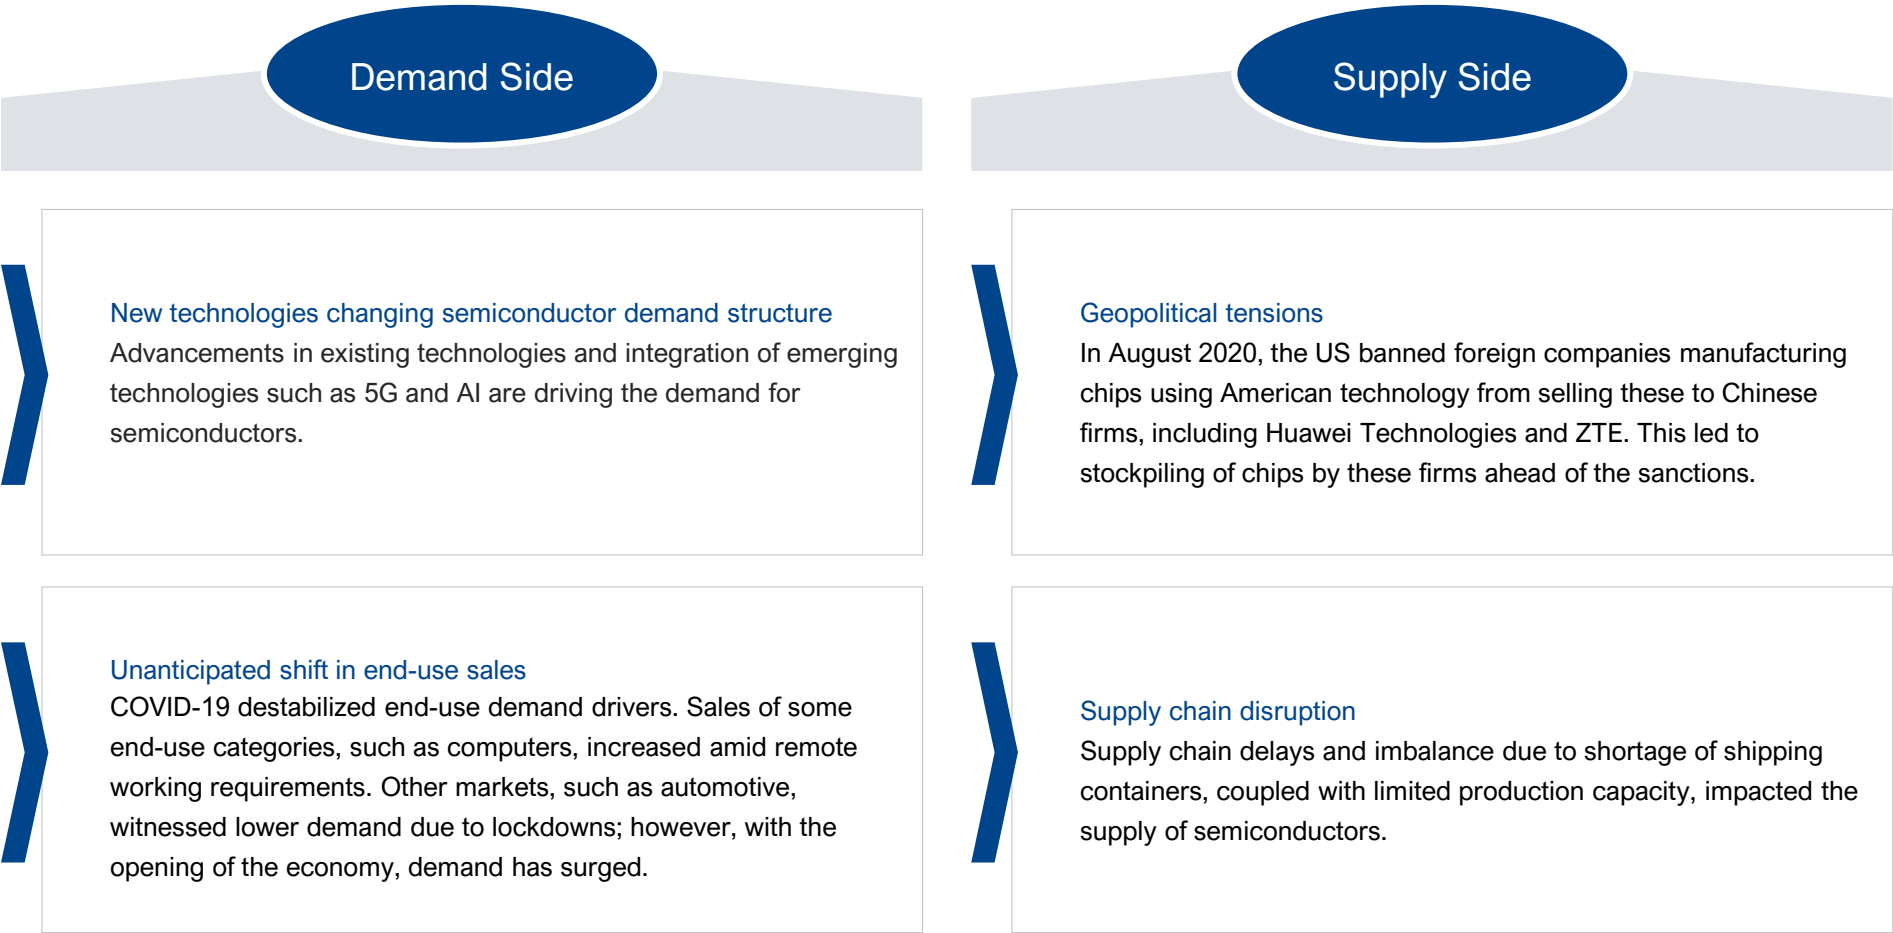 Demand Side
New technologies changing semiconductor demand structure
Advancements in existing technologies and integration of emerging
technologies such as 5G and AI are driving the demand for
semiconductors.
Unanticipated shift in end-use sales
COVID-19 destabilized end-use demand drivers. Sales of some
end-use categories, such as computers, increased amid remote
working requirements. Other markets, such as automotive,
witnessed lower demand due to lockdowns; however, with the
opening of the economy, demand has surged.
Supply Side
Geopolitical tensions
In August 2020, the US banned foreign companies manufacturing
chips using American technology from selling these to Chinese
firms, including Huawei Technologies and ZTE. This led to
stockpiling of chips by these firms ahead of the sanctions.
Supply chain disruption
Supply chain delays and imbalance due to shortage of shipping
containers, coupled with limited production capacity, impacted the
supply of semiconductors.